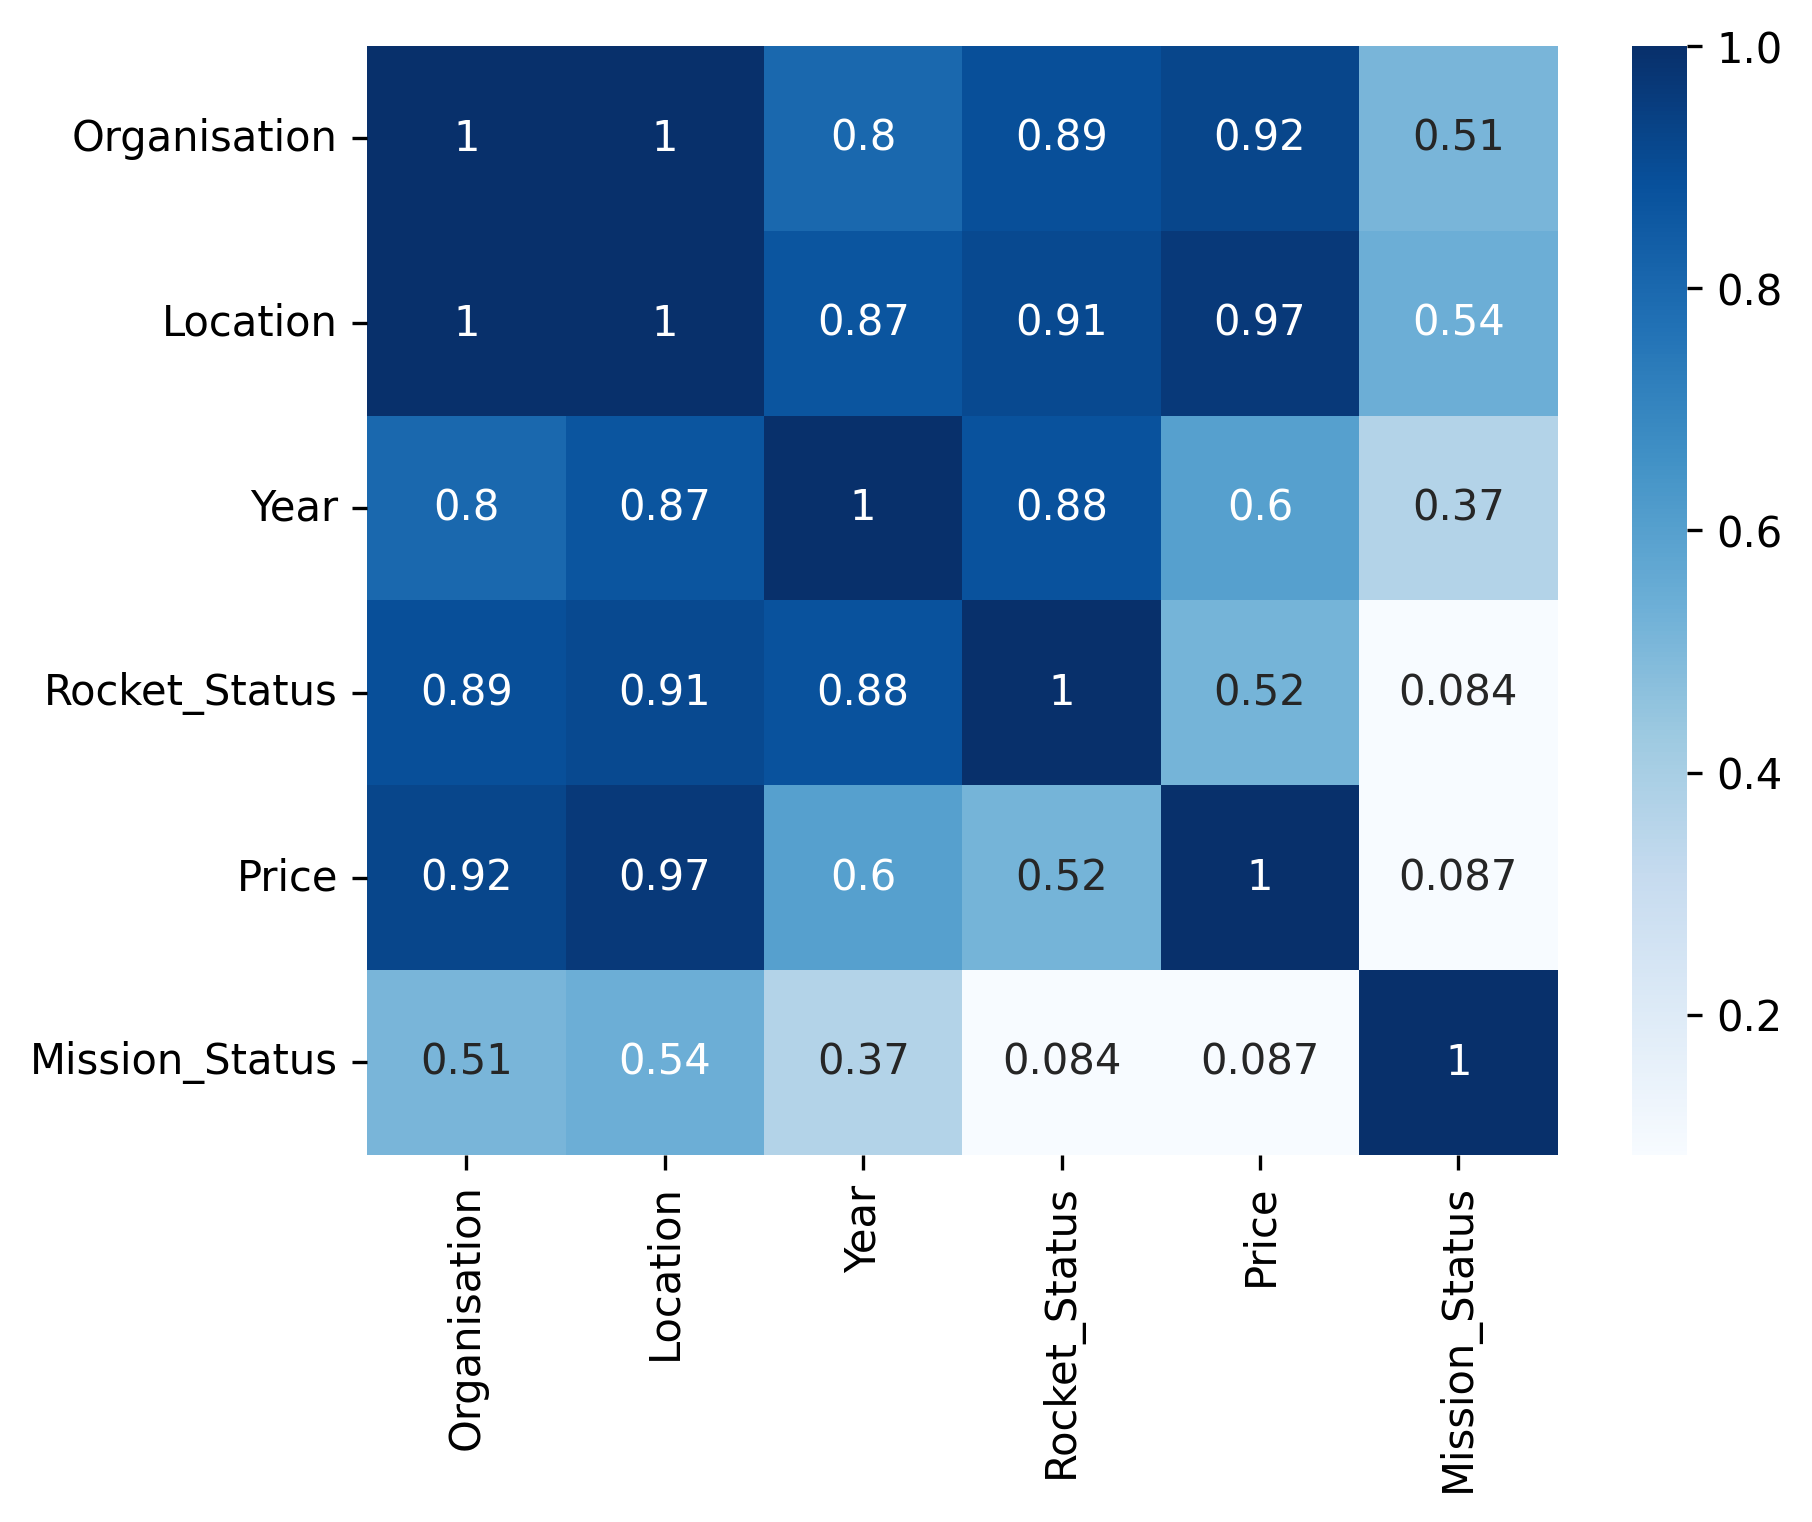 Organisation 1 1 0.8 0.89 0.92 0.51
Location 1 1 0.87 0.91 0.97 0.54
Year 0.8 0.87 1 0.88 0.6 0.37
Rocket_Status 0.89 0.91 0.88 1 0.52 0.084
Price 0.92 0.97 0.6 0.52 1 0.087
Mission_Status 0.51 0.54 0.37 0.084 0.087 1
Organisation
Location
Year
Rocket_Status
Price
Mission_Status
1.0
0.8
0.6
0.4
0.2